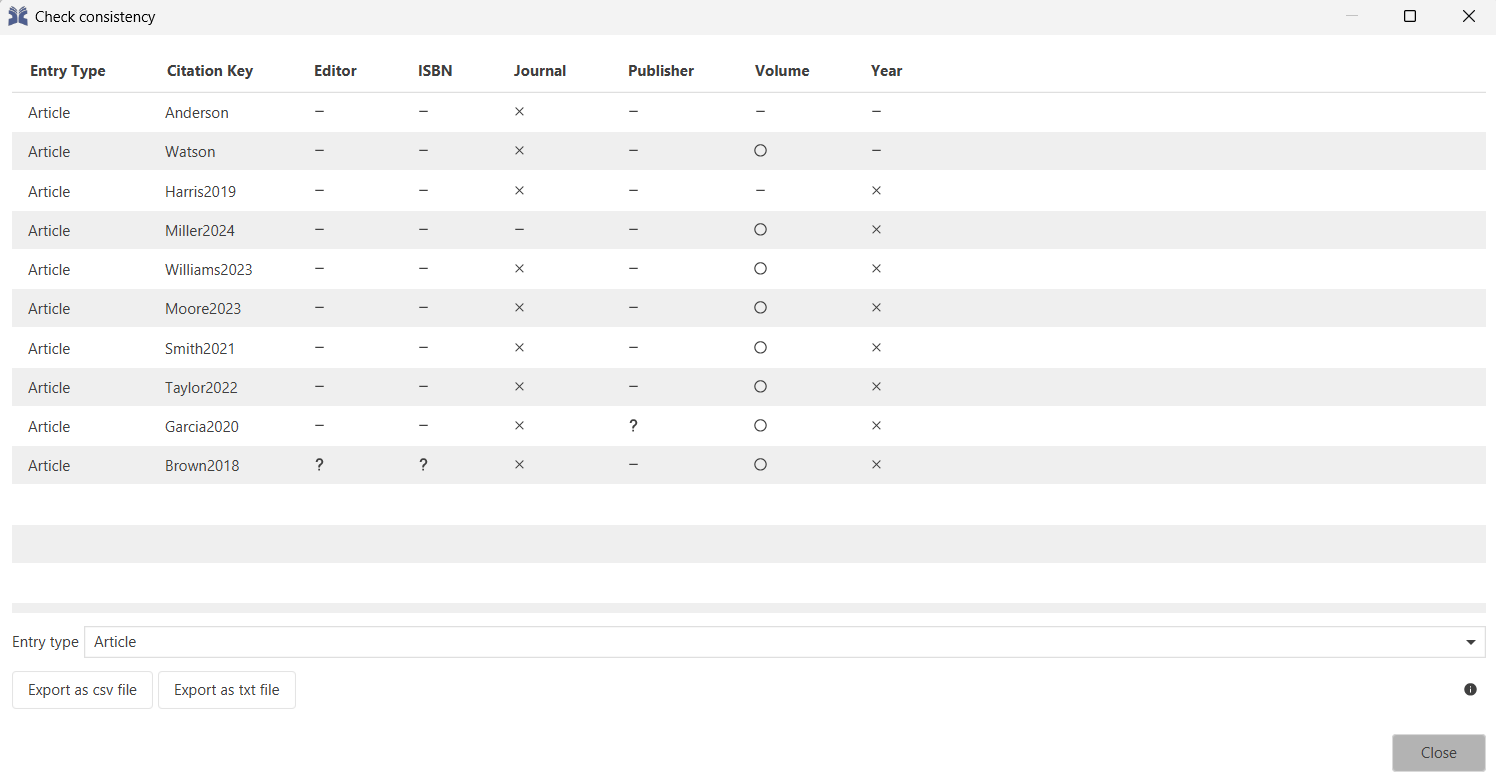 Check consistency
Entry Type Citation Key Editor ISBN Journal Publisher Volume Year
Article Anderson – – × – – –
Article Watson – – × – ○ –
Article Harris2019 – – × – – ×
Article Miller2024 – – – – ○ ×
Article Williams2023 – – × – ○ ×
Article Moore2023 – – × – ○ ×
Article Smith2021 – – × – ○ ×
Article Taylor2022 – – × – ○ ×
Article Garcia2020 – – × ? ○ ×
Article Brown2018 ? ? × – ○ ×
Entry type Article
Export as csv file Export as txt file
Close